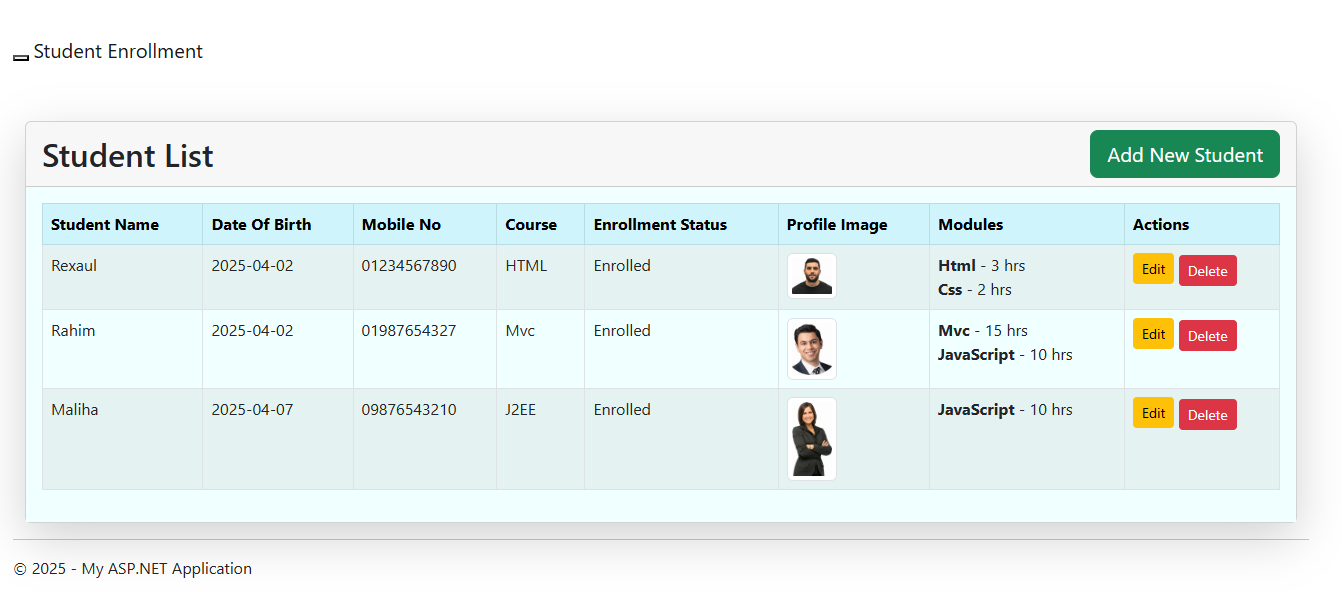 Student Enrollment
Student List
Add New Student
Student Name Date Of Birth Mobile No Course Enrollment Status Profile Image Modules Actions
Rexaul 2025-04-02 01234567890 HTML Enrolled Html - 3 hrs Edit Delete
Css - 2 hrs
Rahim 2025-04-02 01987654327 Mvc Enrolled Mvc - 15 hrs Edit Delete
JavaScript - 10 hrs
Maliha 2025-04-07 09876543210 J2EE Enrolled JavaScript - 10 hrs Edit Delete
© 2025 - My ASP.NET Application